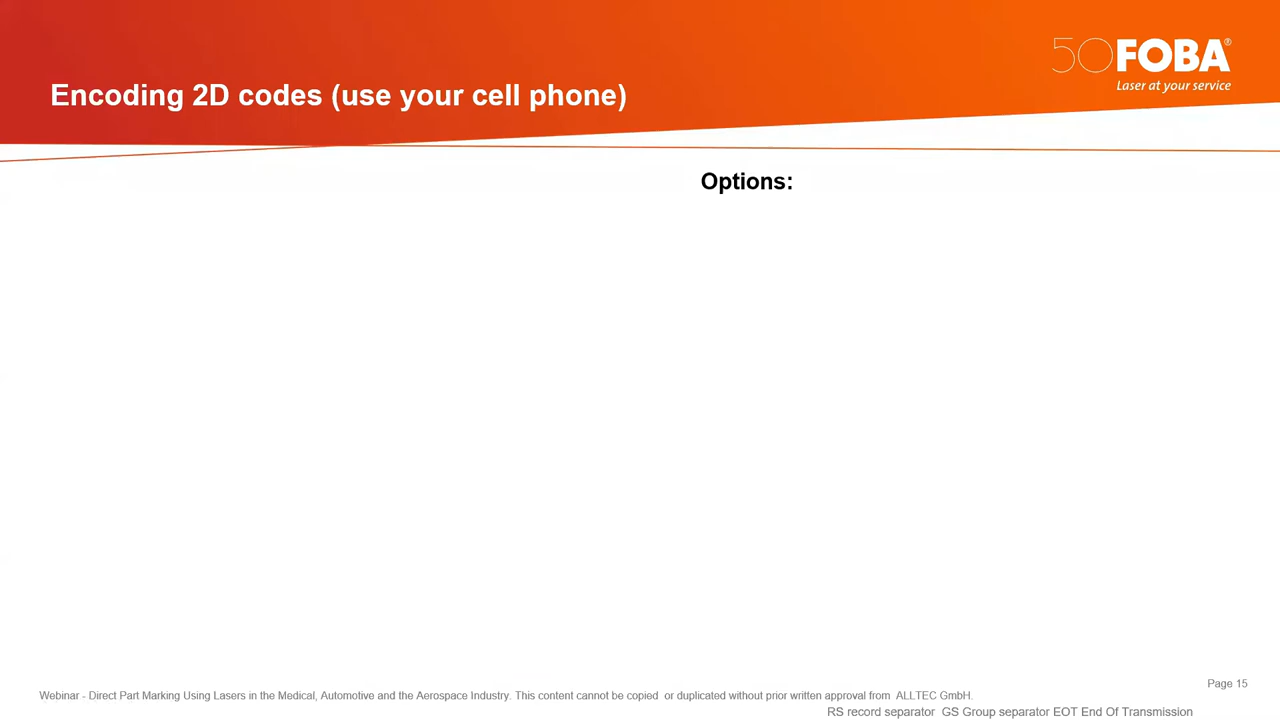 50FOBA®
Laser at your service
Encoding 2D codes (use your cell phone)
Options:
Page 15
Webinar - Direct Part Marking Using Lasers in the Medical, Automotive and the Aerospace Industry. This content cannot be copied or duplicated without prior written approval from ALLTEC GmbH.
RS record separator GS Group separator EOT End Of Transmission